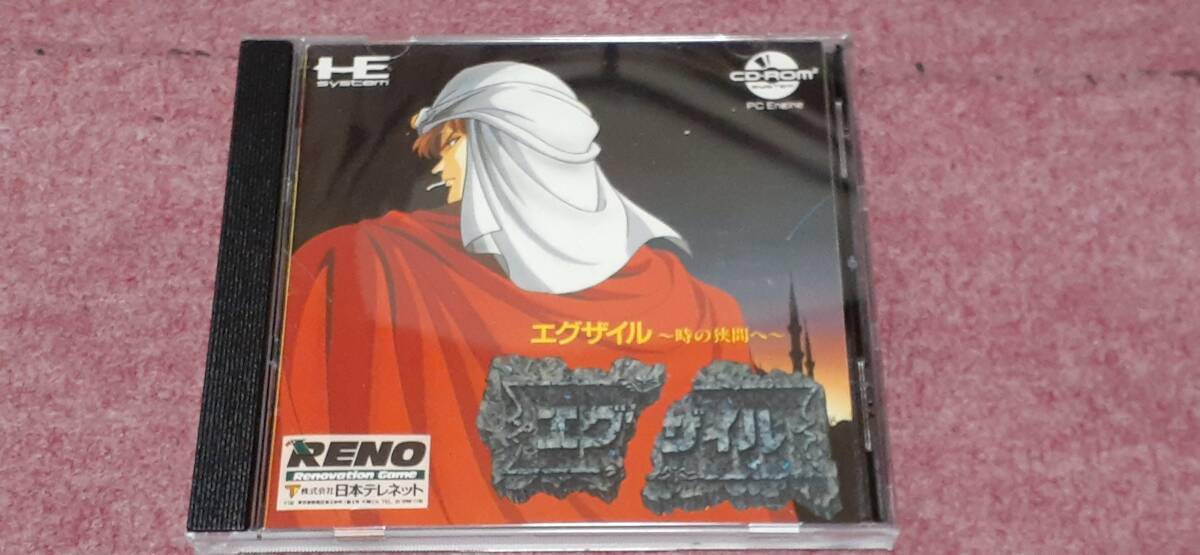 HE
system
CD-ROM²
SYSTEM
PC Engine
エグザイル ～時の狭間へ～
エグザイル
RENO
Renovation Game
株式会社 日本テレネット